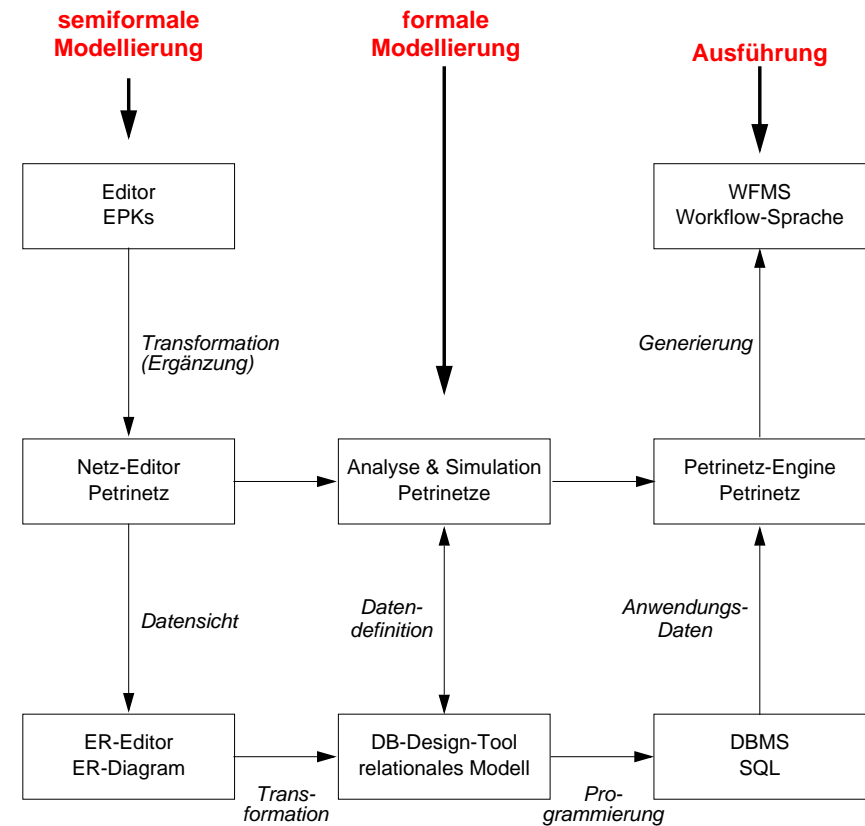 semiformale
Modellierung
formale
Modellierung
Ausführung
Editor
EPKs
WFMS
Workflow-Sprache
Transformation
(Ergänzung)
Generierung
Netz-Editor
Petrinetz
Analyse & Simulation
Petrinetze
Petrinetz-Engine
Petrinetz
Datensicht
Daten-
definition
Anwendungs-
Daten
ER-Editor
ER-Diagram
DB-Design-Tool
relationales Modell
DBMS
SQL
Trans-
formation
Pro-
grammierung